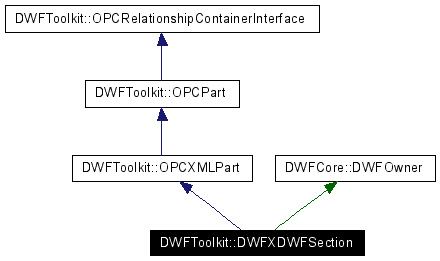 DWFToolkit::OPCRelationshipContainerInterface
DWFToolkit::OPCPart
DWFToolkit::OPCXMLPart
DWFCore::DWFOwner
DWFToolkit::DWFXDWFSection